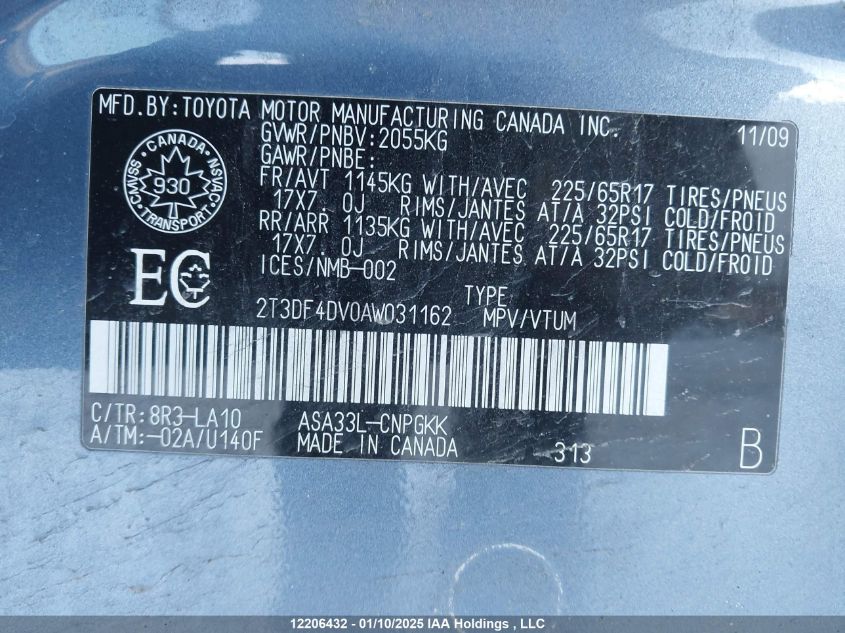 MFD.BY:TOYOTA MOTOR MANUFACTURING CANADA INC. 11/09
GVWR/PNBV:2055KG
GAWR/PNBE:
FR/AVT 1145KG WITH/AVEC 225/65R17 TIRES/PNEUS
17X7 0J RIMS/JANTES AT/A 32PSI COLD/FROID
RR/ARR 1135KG WITH/AVEC 225/65R17 TIRES/PNEUS
17X7 0J RIMS/JANTES AT/A 32PSI COLD/FROID
ICES/NMB-002
CANADA
CMVSS
930
NSVAC
TRANSPORT
EC
TYPE
2T3DF4DV0AW031162 MPV/VTUM
C/TR:8R3-LA10 ASA33L-CNPGKK
A/TM:-02A/U140F MADE IN CANADA 313 B
12206432 - 01/10/2025 IAA Holdings , LLC